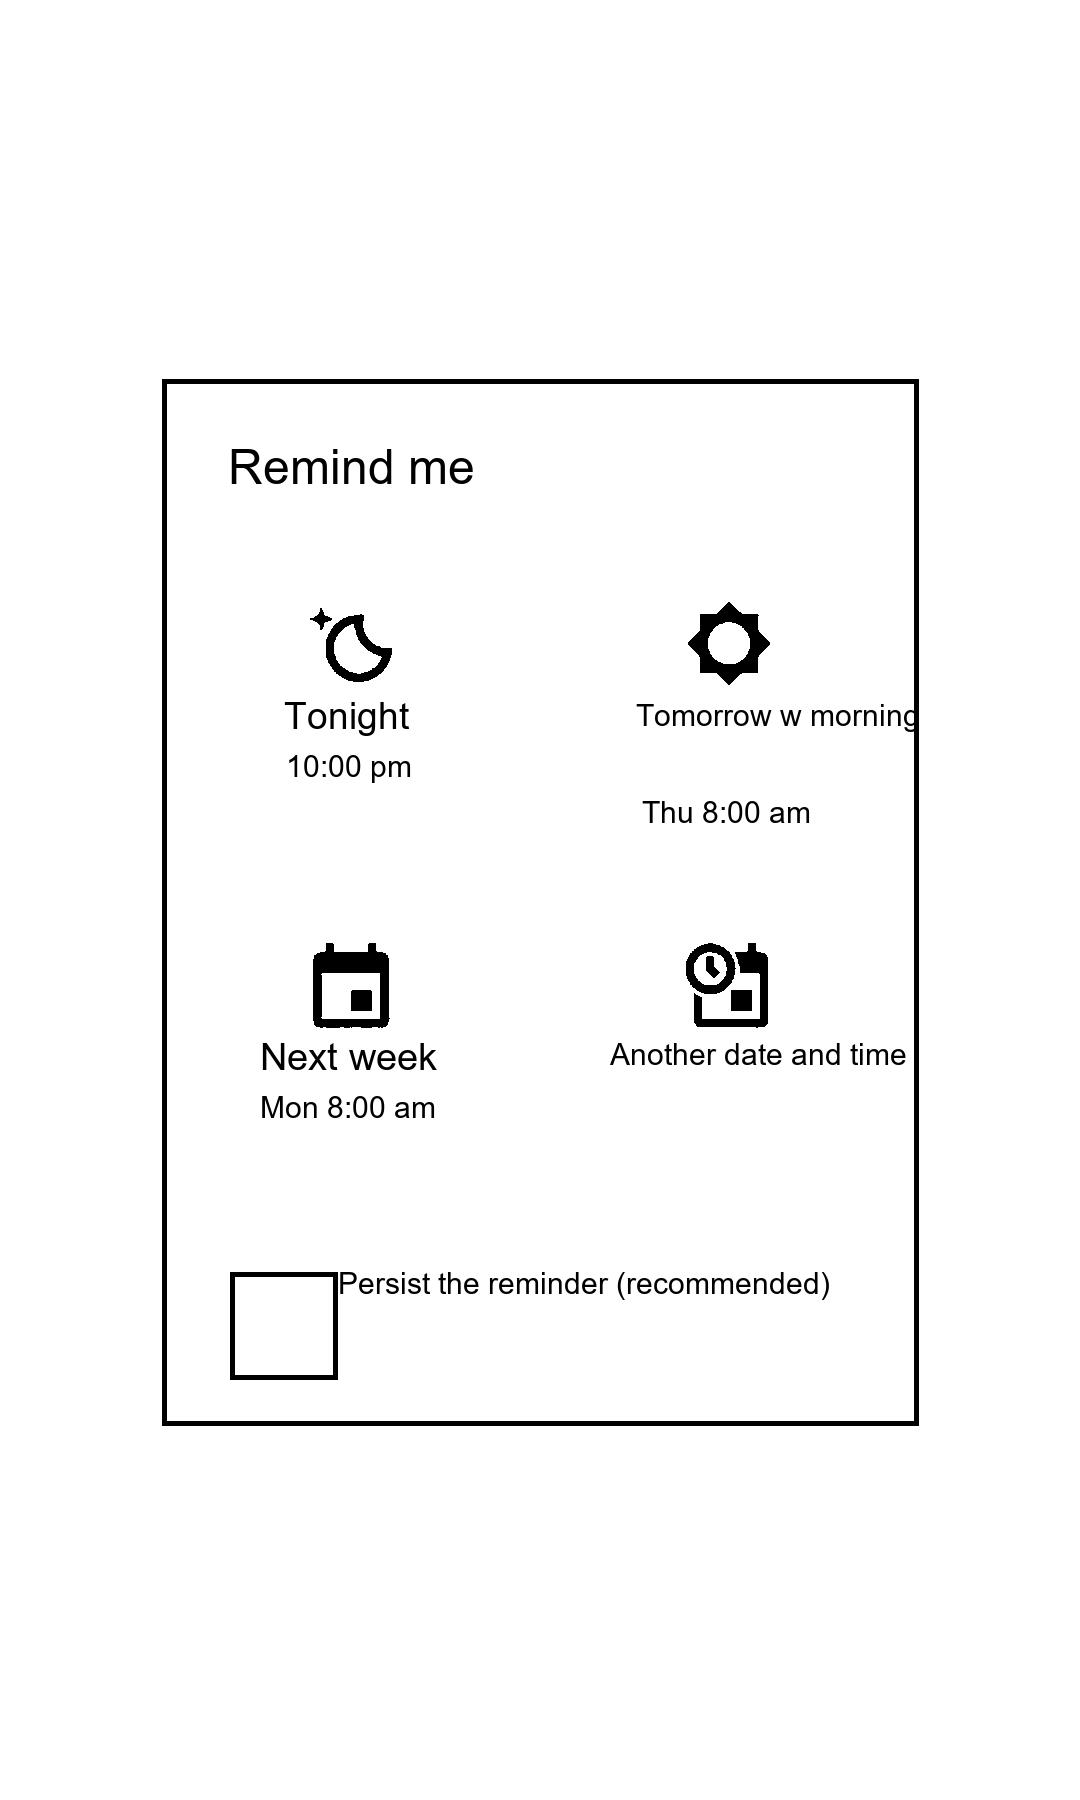 Remind me
Tonight
10:00 pm
Tomorrow w morning
Thu 8:00 am
Next week
Mon 8:00 am
Another date and time
Persist the reminder (recommended)